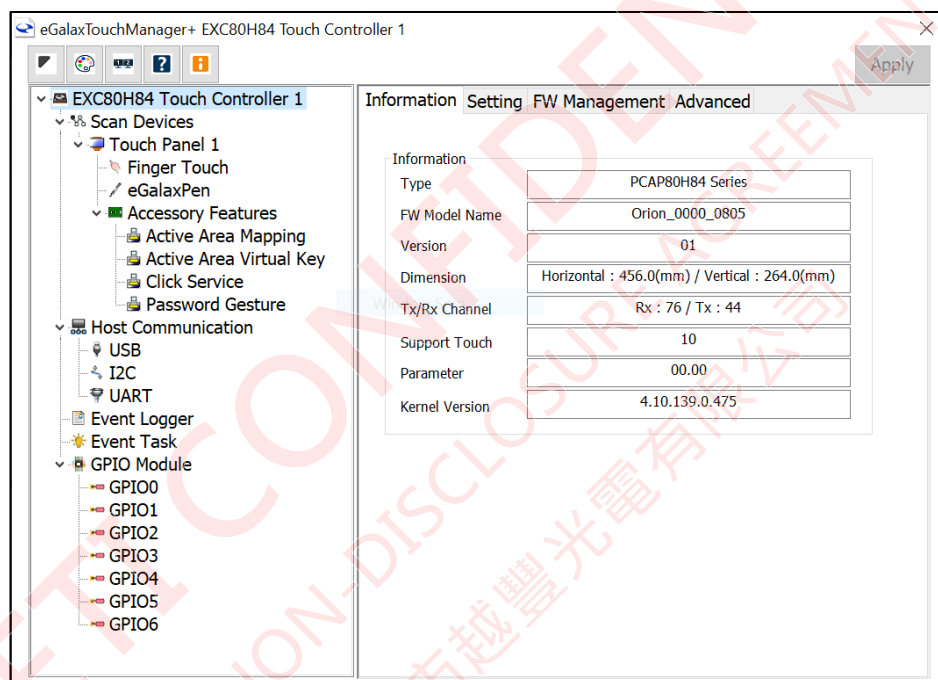 eGalaxTouchManager+ EXC80H84 Touch Controller 1
Apply
EXC80H84 Touch Controller 1
Scan Devices
Touch Panel 1
Finger Touch
eGalaxPen
Accessory Features
Active Area Mapping
Active Area Virtual Key
Click Service
Password Gesture
Host Communication
USB
I2C
UART
Event Logger
Event Task
GPIO Module
GPIO0
GPIO1
GPIO2
GPIO3
GPIO4
GPIO5
GPIO6
Information Setting FW Management Advanced
Information
Type PCAP80H84 Series
FW Model Name Orion_0000_0805
Version 01
Dimension Horizontal : 456.0(mm) / Vertical : 264.0(mm)
Tx/Rx Channel Rx : 76 / Tx : 44
Support Touch 10
Parameter 00.00
Kernel Version 4.10.139.0.475
ETI CONFIDEN
ION-DISCLOSURE AGREEMEN
市越豐光電有限公司